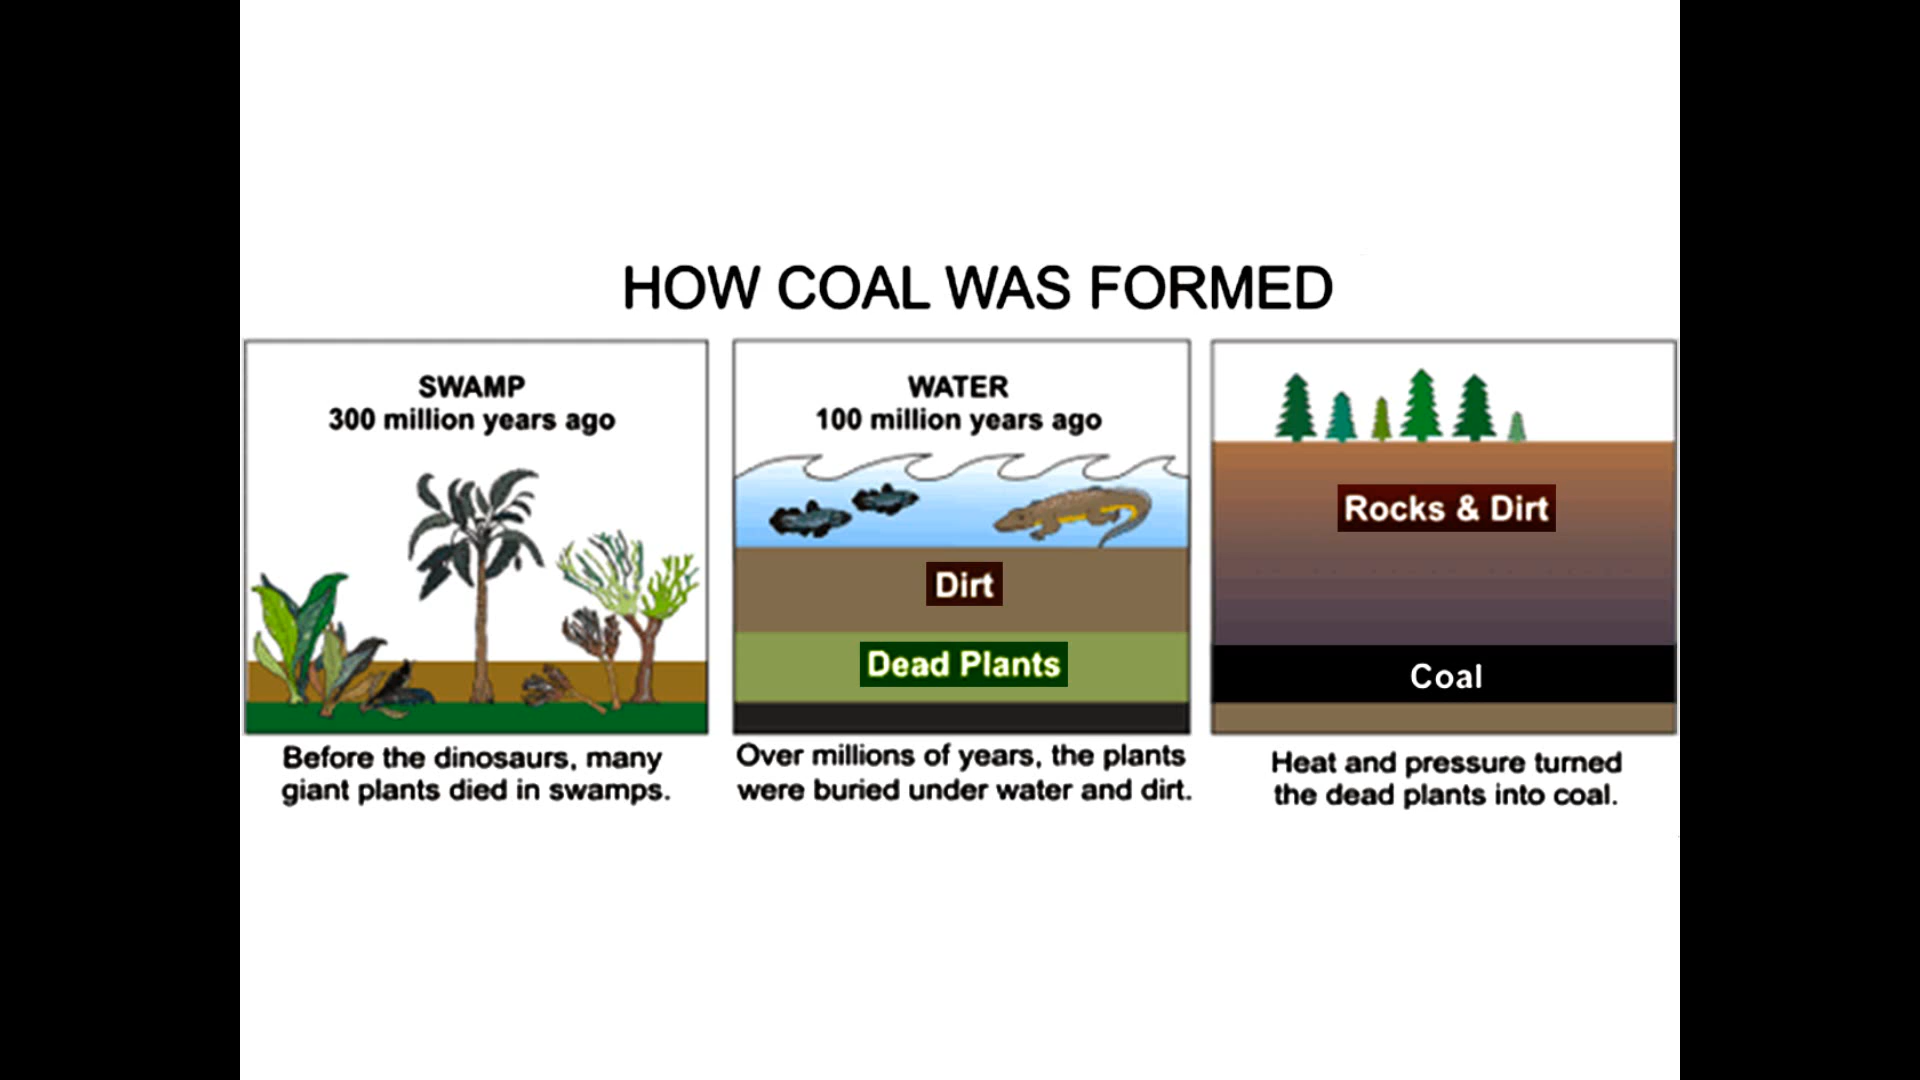 HOW COAL WAS FORMED
SWAMP
300 million years ago
Before the dinosaurs, many
giant plants died in swamps.
WATER
100 million years ago
Dirt
Dead Plants
Over millions of years, the plants
were buried under water and dirt.
Rocks & Dirt
Coal
Heat and pressure turned
the dead plants into coal.